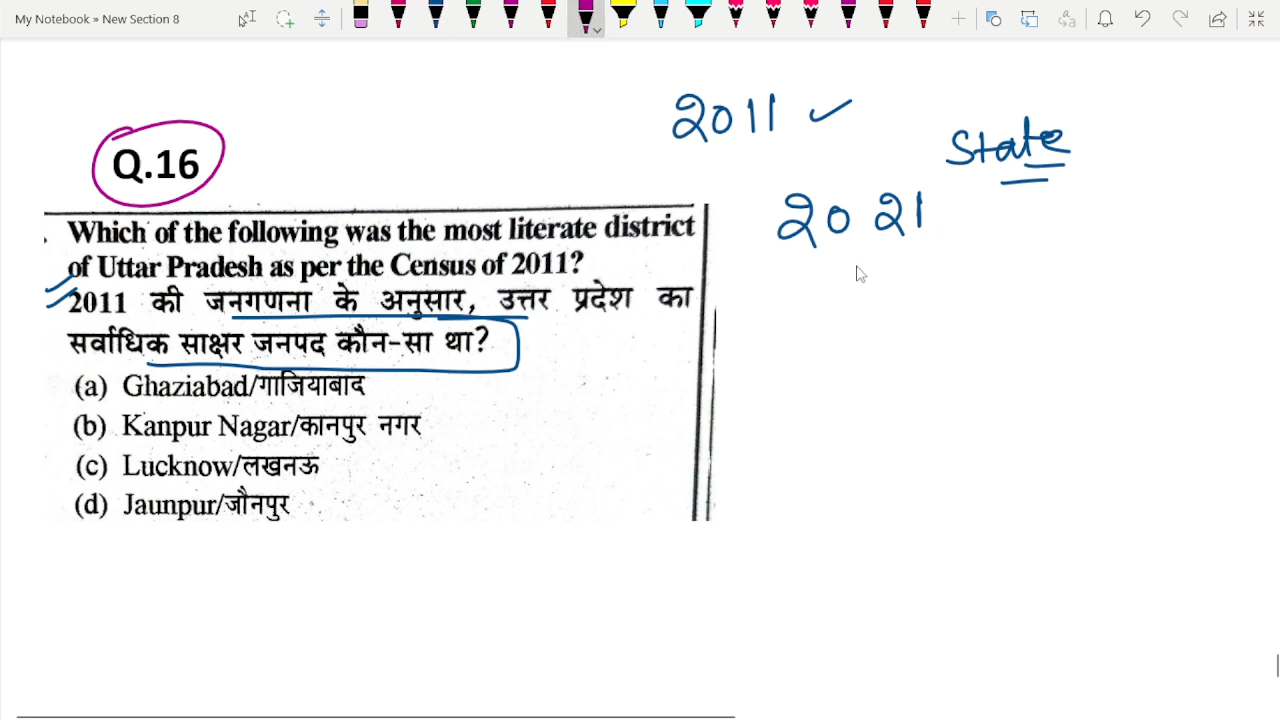 My Notebook » New Section 8
2011
State
Q.16
2021
Which of the following was the most literate district
of Uttar Pradesh as per the Census of 2011?
2011 की जनगणना के अनुसार, उत्तर प्रदेश का
सर्वाधिक साक्षर जनपद कौन-सा था?
(a) Ghaziabad/गाजियाबाद
(b) Kanpur Nagar/कानपुर नगर
(c) Lucknow/लखनऊ
(d) Jaunpur/जौनपुर